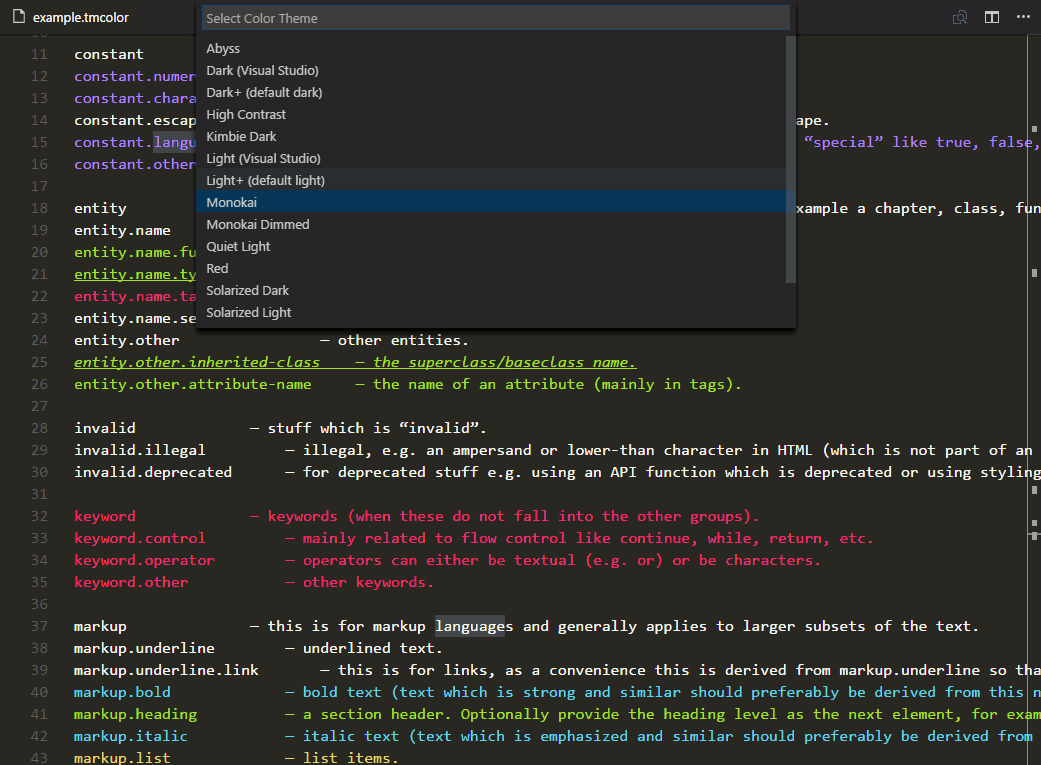 example.tmcolor
Select Color Theme
Abyss
Dark (Visual Studio)
Dark+ (default dark)
High Contrast
Kimbie Dark
Light (Visual Studio)
Light+ (default light)
Monokai
Monokai Dimmed
Quiet Light
Red
Solarized Dark
Solarized Light
10
11 constant
12 constant.numer
13 constant.chara
14 constant.escap ape.
15 constant.langu “special” like true, false,
16 constant.other
17
18 entity xample a chapter, class, fun
19 entity.name
20 entity.name.fu
21 entity.name.ty
22 entity.name.ta
23 entity.name.se
24 entity.other – other entities.
25 entity.other.inherited-class – the superclass/baseclass name.
26 entity.other.attribute-name – the name of an attribute (mainly in tags).
27
28 invalid – stuff which is “invalid”.
29 invalid.illegal – illegal, e.g. an ampersand or lower-than character in HTML (which is not part of an
30 invalid.deprecated – for deprecated stuff e.g. using an API function which is deprecated or using styling
31
32 keyword – keywords (when these do not fall into the other groups).
33 keyword.control – mainly related to flow control like continue, while, return, etc.
34 keyword.operator – operators can either be textual (e.g. or) or be characters.
35 keyword.other – other keywords.
36
37 markup – this is for markup languages and generally applies to larger subsets of the text.
38 markup.underline – underlined text.
39 markup.underline.link – this is for links, as a convenience this is derived from markup.underline so tha
40 markup.bold – bold text (text which is strong and similar should preferably be derived from this n
41 markup.heading – a section header. Optionally provide the heading level as the next element, for exam
42 markup.italic – italic text (text which is emphasized and similar should preferably be derived from
43 markup.list – list items.